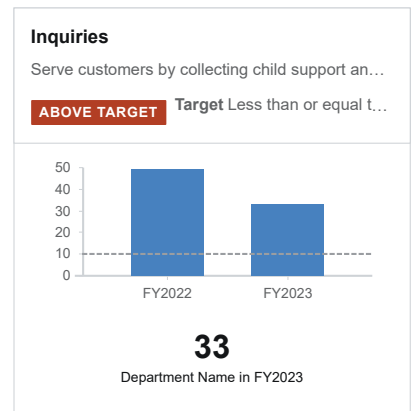 Inquiries
Serve customers by collecting child support an…
ABOVE TARGET Target Less than or equal t…
50
40
30
20
10
0
FY2022 FY2023
33
Department Name in FY2023